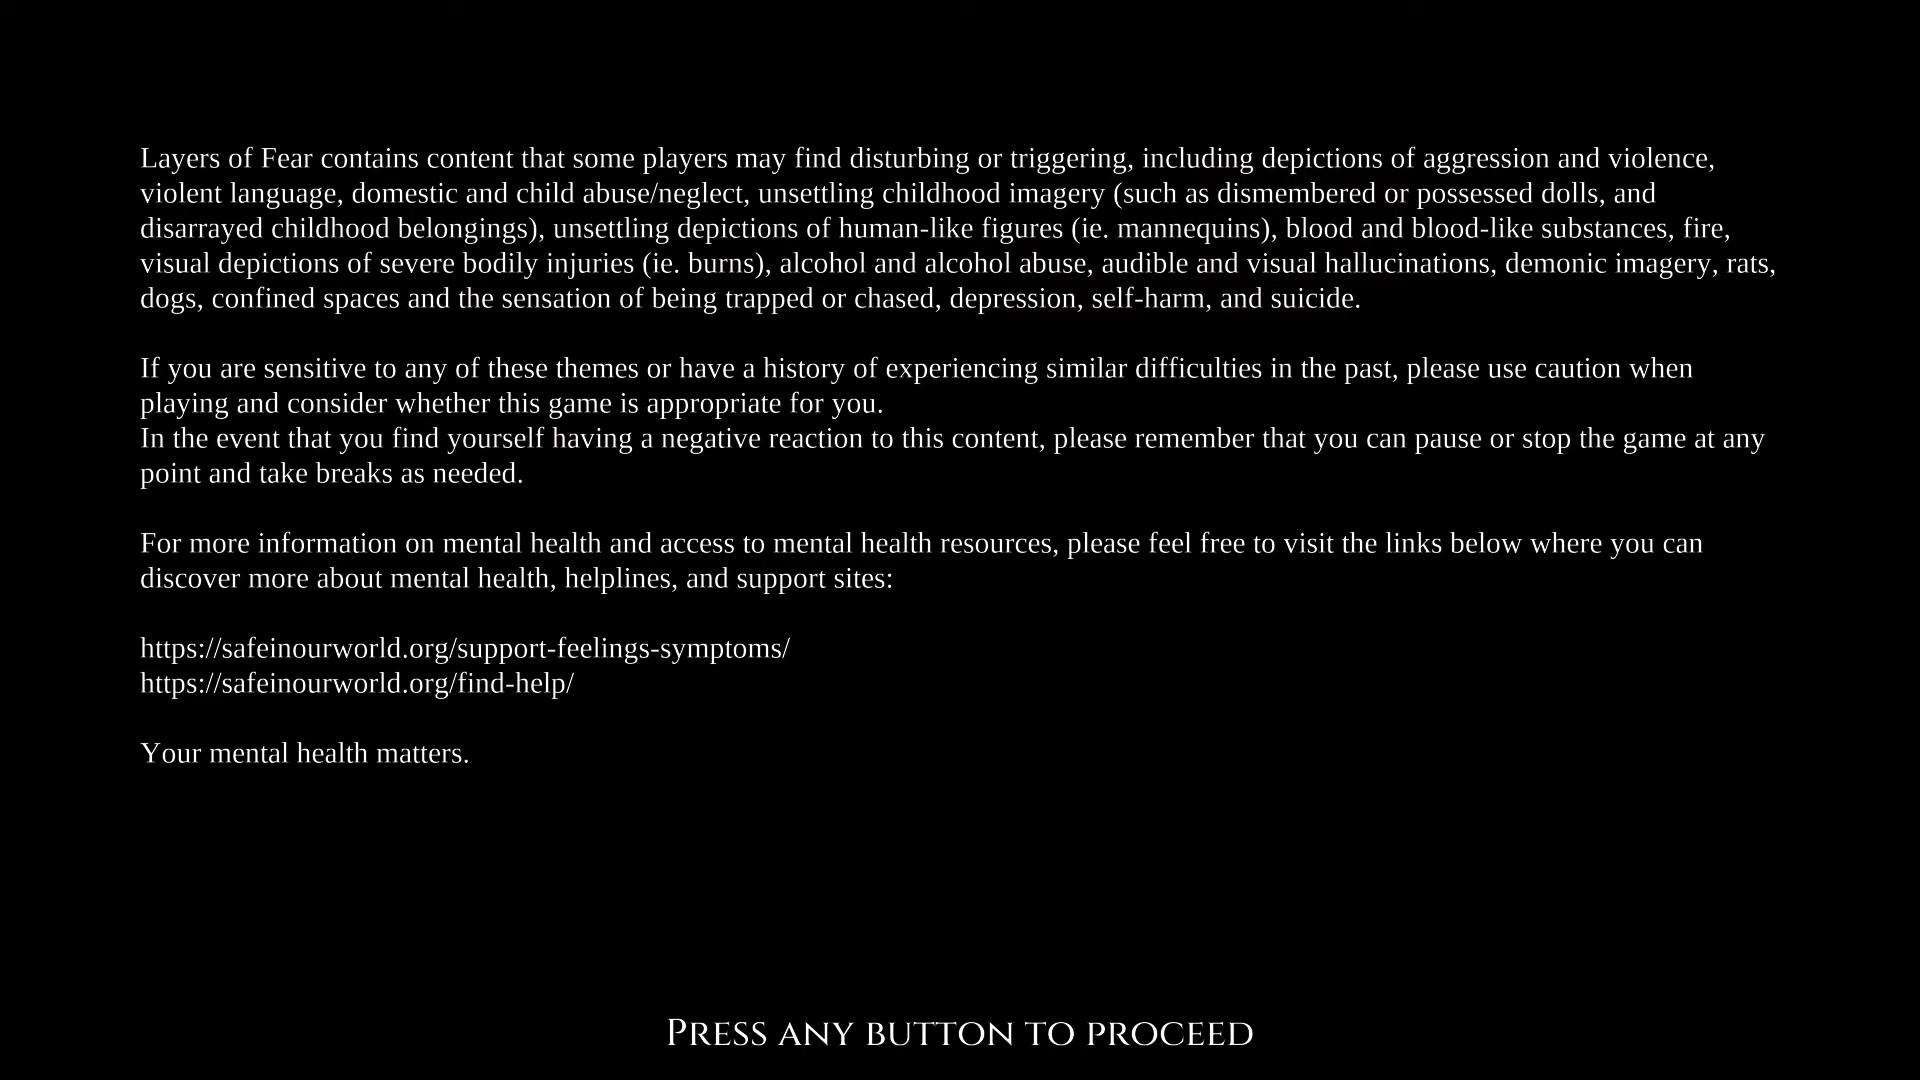 Layers of Fear contains content that some players may find disturbing or triggering, including depictions of aggression and violence,
violent language, domestic and child abuse/neglect, unsettling childhood imagery (such as dismembered or possessed dolls, and
disarrayed childhood belongings), unsettling depictions of human-like figures (ie. mannequins), blood and blood-like substances, fire,
visual depictions of severe bodily injuries (ie. burns), alcohol and alcohol abuse, audible and visual hallucinations, demonic imagery, rats,
dogs, confined spaces and the sensation of being trapped or chased, depression, self-harm, and suicide.
If you are sensitive to any of these themes or have a history of experiencing similar difficulties in the past, please use caution when
playing and consider whether this game is appropriate for you.
In the event that you find yourself having a negative reaction to this content, please remember that you can pause or stop the game at any
point and take breaks as needed.
For more information on mental health and access to mental health resources, please feel free to visit the links below where you can
discover more about mental health, helplines, and support sites:
https://safeinourworld.org/support-feelings-symptoms/
https://safeinourworld.org/find-help/
Your mental health matters.
Press any button to proceed